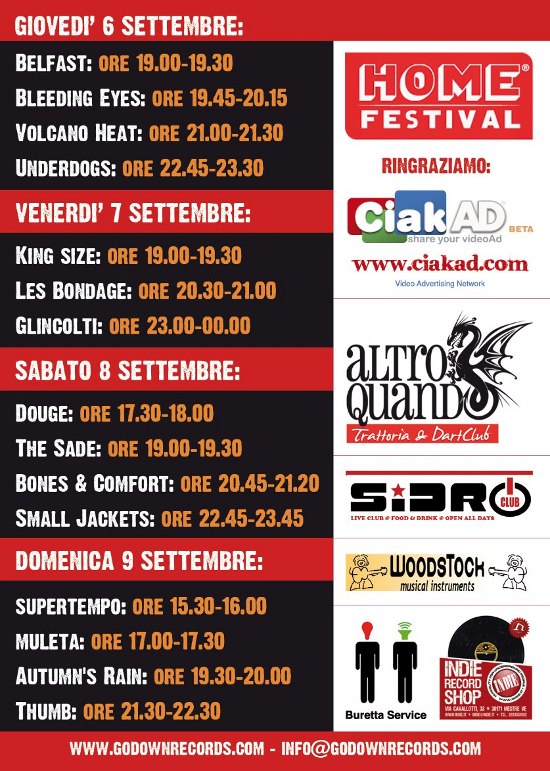 GIOVEDI' 6 SETTEMBRE:
BELFAST: ORE 19.00-19.30
BLEEDING EYES: ORE 19.45-20.15
VOLCANO HEAT: ORE 21.00-21.30
UNDERDOGS: ORE 22.45-23.30
VENERDI' 7 SETTEMBRE:
KING SIZE: ORE 19.00-19.30
LES BONDAGE: ORE 20.30-21.00
GLINCOLTI: ORE 23.00-00.00
SABATO 8 SETTEMBRE:
DOUGE: ORE 17.30-18.00
THE SADE: ORE 19.00-19.30
BONES & COMFORT: ORE 20.45-21.20
SMALL JACKETS: ORE 22.45-23.45
DOMENICA 9 SETTEMBRE:
SUPERTEMPO: ORE 15.30-16.00
MULETA: ORE 17.00-17.30
AUTUMN'S RAIN: ORE 19.30-20.00
THUMB: ORE 21.30-22.30
HOME®
FESTIVAL
RINGRAZIAMO:
CiakAD BETA
share your videoAd
www.ciakad.com
Video Advertising Network
ALTRO
QUANDO
Trattoria & DartClub
SIDRO CLUB
LIVE CLUB @ FOOD & DRINK @ OPEN ALL DAYS
WOODSTOCK
musical instruments
Buretta Service
INDIE
RECORD
SHOP
INDIE
WWW.GODOWNRECORDS.COM - INFO@GODOWNRECORDS.COM